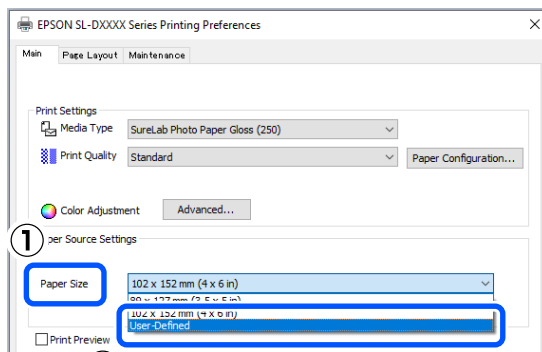 EPSON SL-DXXXX Series Printing Preferences
Main Page Layout Maintenance
Print Settings
Media Type SureLab Photo Paper Gloss (250)
Print Quality Standard Paper Configuration...
Color Adjustment Advanced...
1
per Source Settings
Paper Size 102 x 152 mm (4 x 6 in)
89 x 127 mm (3.5 x 5 in)
102 x 152 mm (4 x 6 in)
User-Defined
Print Preview